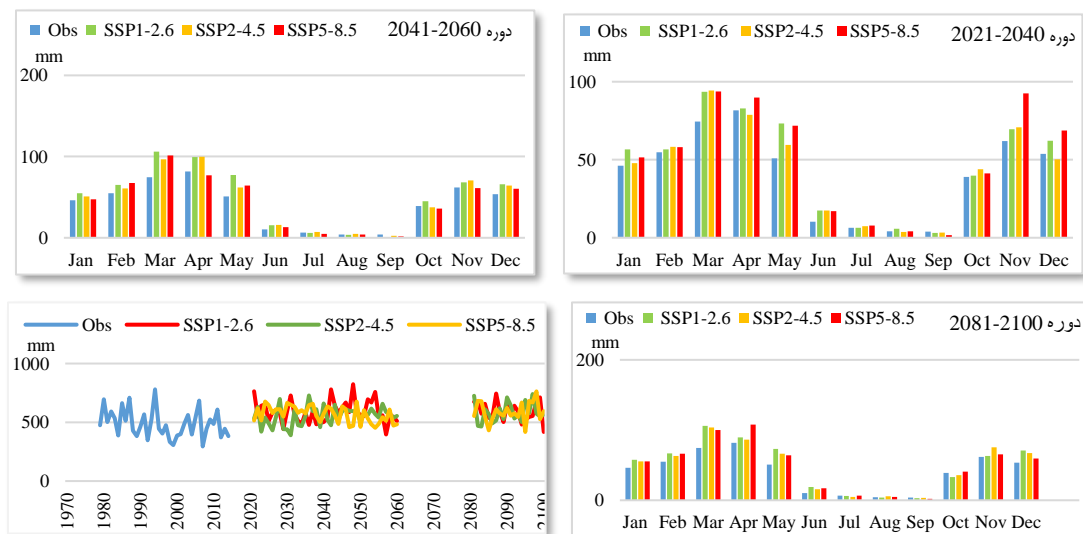 Obs SSP1-2.6 SSP2-4.5 SSP5-8.5 دوره 2041-2060
mm
200
100
0
Jan Feb Mar Apr May Jun Jul Aug Sep Oct Nov Dec
Obs SSP1-2.6 SSP2-4.5 SSP5-8.5 دوره 2021-2040
mm
100
50
0
Jan Feb Mar Apr May Jun Jul Aug Sep Oct Nov Dec
Obs SSP1-2.6 SSP2-4.5 SSP5-8.5
mm
1000
500
0
1970 1980 1990 2000 2010 2020 2030 2040 2050 2060 2070 2080 2090 2100
Obs SSP1-2.6 SSP2-4.5 SSP5-8.5 دوره 2081-2100
mm
200
0
Jan Feb Mar Apr May Jun Jul Aug Sep Oct Nov Dec